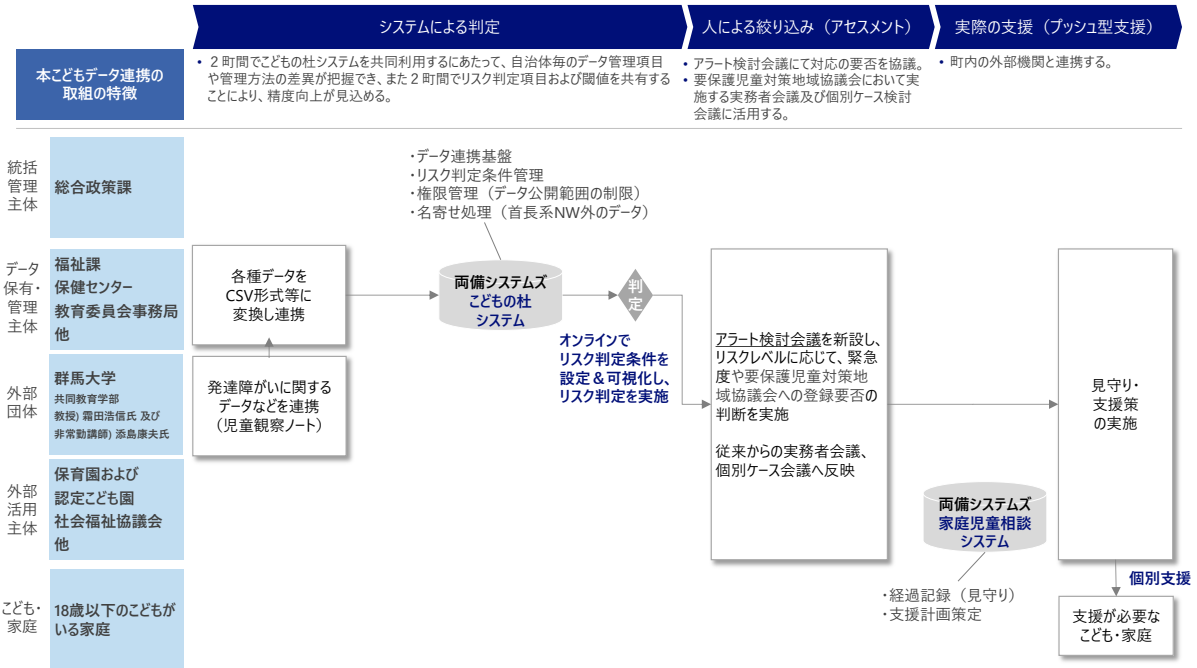 システムによる判定
人による絞り込み（アセスメント）
実際の支援（プッシュ型支援）
本こどもデータ連携の
取組の特徴
• ２町間でこどもの杜システムを共同利用するにあたって、自治体毎のデータ管理項目
や管理方法の差異が把握でき、また２町間でリスク判定項目および閾値を共有する
ことにより、精度向上が見込める。
• アラート検討会議にて対応の要否を協議。
• 要保護児童対策地域協議会において実
施する実務者会議及び個別ケース検討
会議に活用する。
• 町内の外部機関と連携する。
統括
管理
主体
総合政策課
・データ連携基盤
・リスク判定条件管理
・権限管理（データ公開範囲の制限）
・名寄せ処理（首長系NW外のデータ）
データ
保有・
管理
主体
福祉課
保健センター
教育委員会事務局
他
各種データを
CSV形式等に
変換し連携
両備システムズ
こどもの杜
システム
判
定
オンラインで
リスク判定条件を
設定＆可視化し、
リスク判定を実施
アラート検討会議を新設し、
リスクレベルに応じて、緊急
度や要保護児童対策地
域協議会への登録要否の
判断を実施
従来からの実務者会議、
個別ケース会議へ反映
見守り・
支援策
の実施
外部
団体
群馬大学
共同教育学部
教授) 霜田浩信氏 及び
非常勤講師) 添島康夫氏
発達障がいに関する
データなどを連携
（児童観察ノート）
外部
活用
主体
保育園および
認定こども園
社会福祉協議会
他
両備システムズ
家庭児童相談
システム
・経過記録（見守り）
・支援計画策定
個別支援
こども・
家庭
18歳以下のこどもが
いる家庭
支援が必要な
こども・家庭